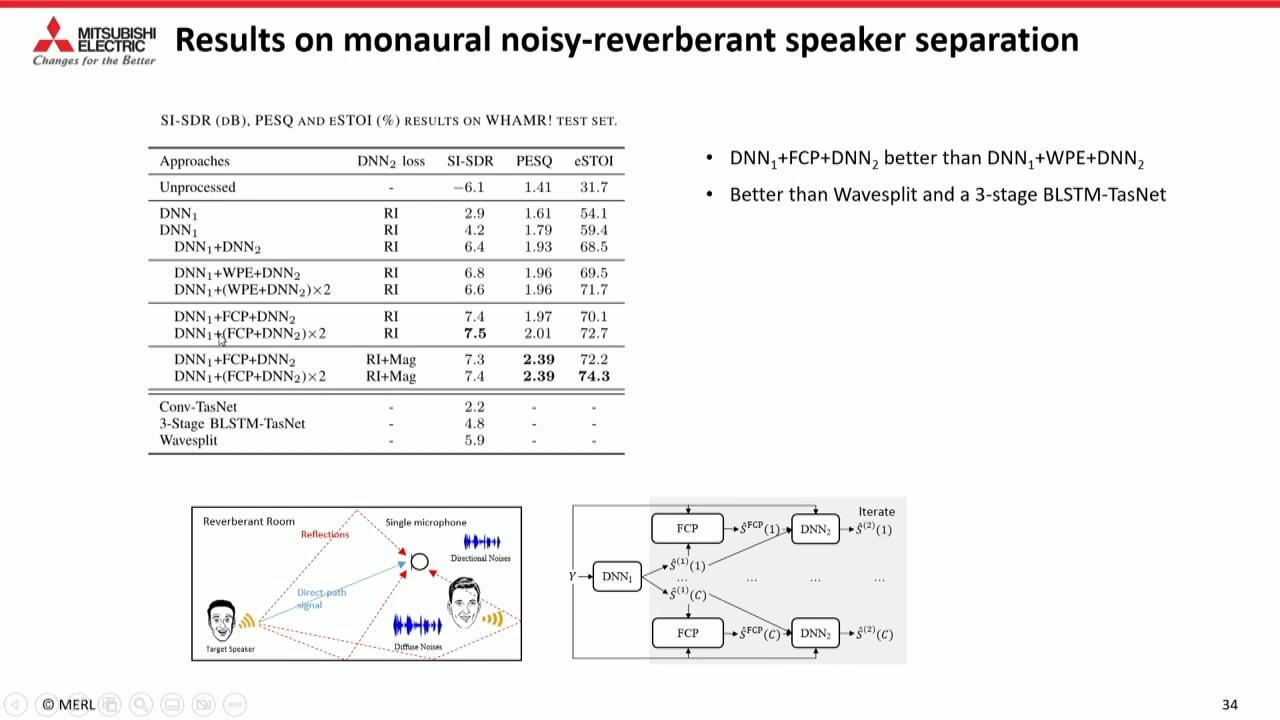 MITSUBISHI
ELECTRIC
Changes for the Better
Results on monaural noisy-reverberant speaker separation
SI-SDR (DB), PESQ AND ESTOI (%) RESULTS ON WHAMR! TEST SET.
Approaches DNN₂ loss SI-SDR PESQ eSTOI
Unprocessed - −6.1 1.41 31.7
DNN₁ RI 2.9 1.61 54.1
DNN₁ RI 4.2 1.79 59.4
DNN₁+DNN₂ RI 6.4 1.93 68.5
DNN₁+WPE+DNN₂ RI 6.8 1.96 69.5
DNN₁+(WPE+DNN₂)×2 RI 6.6 1.96 71.7
DNN₁+FCP+DNN₂ RI 7.4 1.97 70.1
DNN₁+(FCP+DNN₂)×2 RI 7.5 2.01 72.7
DNN₁+FCP+DNN₂ RI+Mag 7.3 2.39 72.2
DNN₁+(FCP+DNN₂)×2 RI+Mag 7.4 2.39 74.3
Conv-TasNet - 2.2 - -
3-Stage BLSTM-TasNet - 4.8 - -
Wavesplit - 5.9 - -
• DNN₁+FCP+DNN₂ better than DNN₁+WPE+DNN₂
• Better than Wavesplit and a 3-stage BLSTM-TasNet
Reverberant Room
Reflections
Single microphone
Directional Noises
Direct path
signal
Diffuse Noises
Target Speaker
Iterate
FCP Ŝ^FCP(1) DNN₂ Ŝ⁽²⁾(1)
Ŝ⁽¹⁾(1)
Y DNN₁ ... ... ... ...
Ŝ⁽¹⁾(C)
FCP Ŝ^FCP(C) DNN₂ Ŝ⁽²⁾(C)
© MERL
34